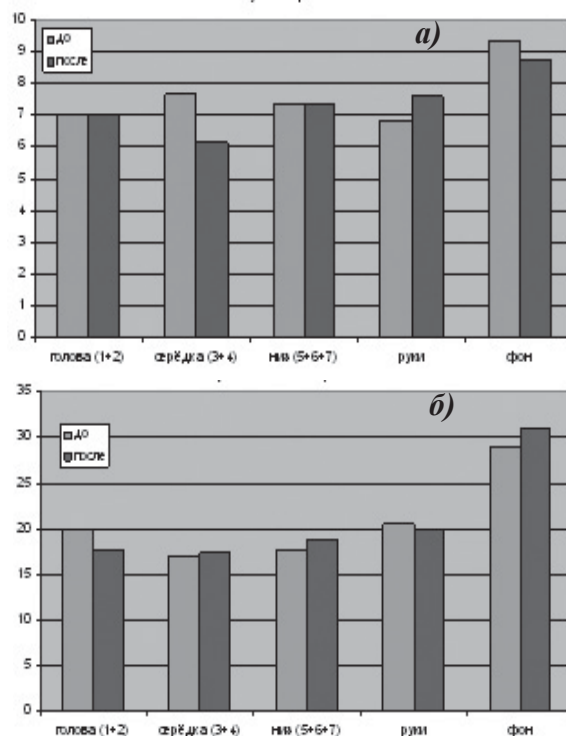 а)
10
9
8
7
6
5
4
3
2
1
0
до
после
голова (1+2)
серёдка (3+4)
низ (5+6+7)
руки
фон
б)
35
30
25
20
15
10
5
0
до
после
голова (1+2)
серёдка (3+4)
низ (5+6+7)
руки
фон